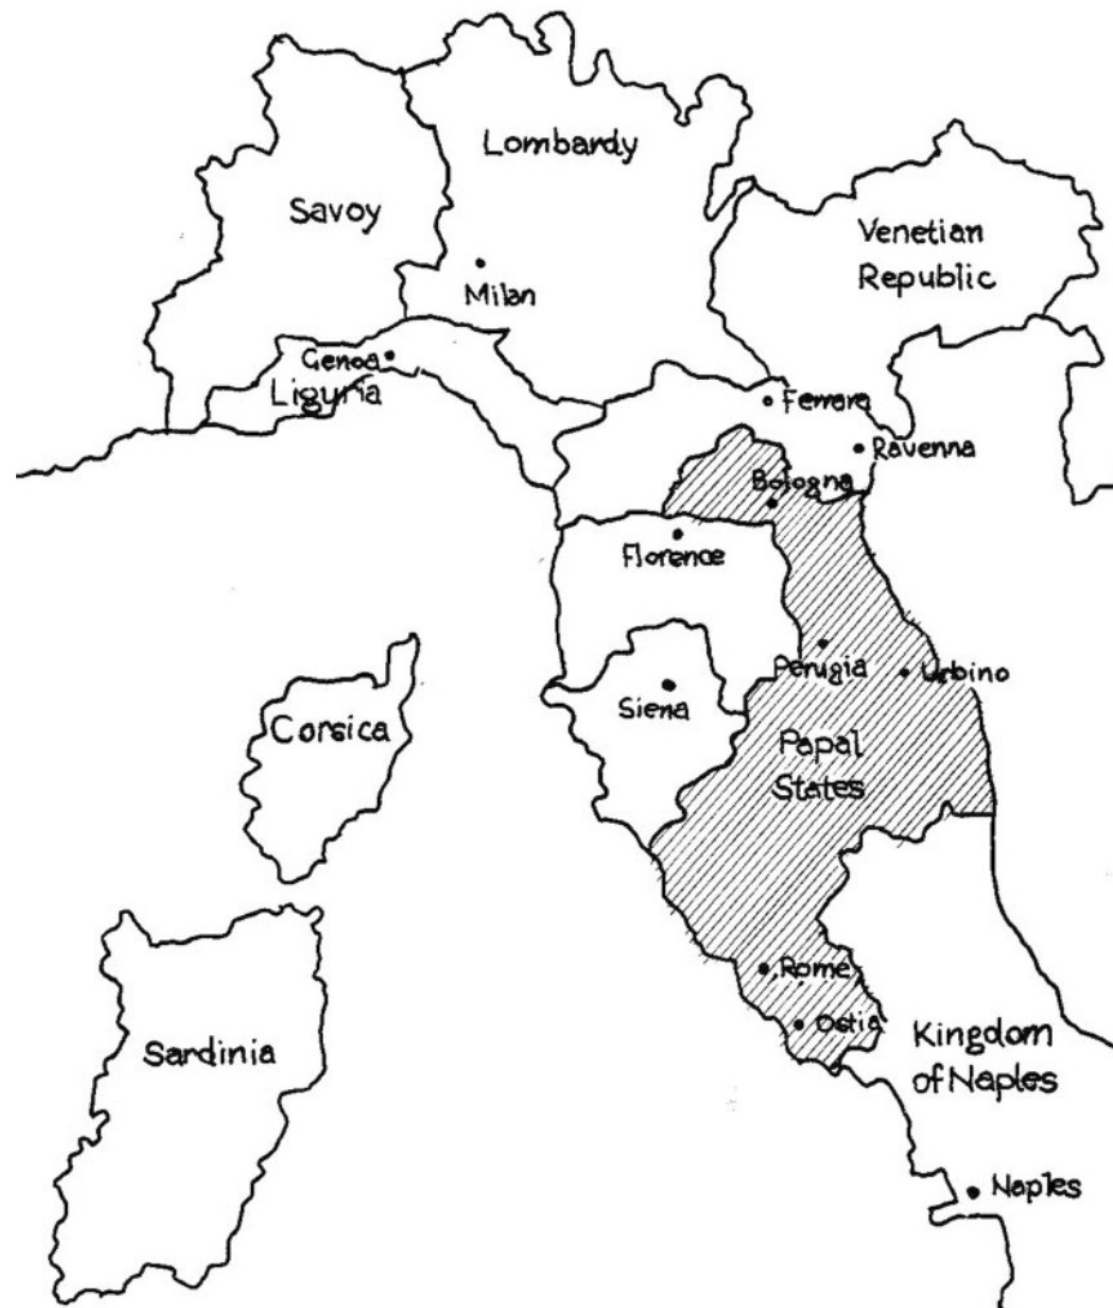 Lombardy
Savoy
Venetian
Republic
Milan
Genoa
Liguria
Ferrara
Ravenna
Bologna
Florence
Perugia
Urbino
Siena
Corsica
Papal
States
Rome
Ostia
Kingdom
of Naples
Sardinia
Naples